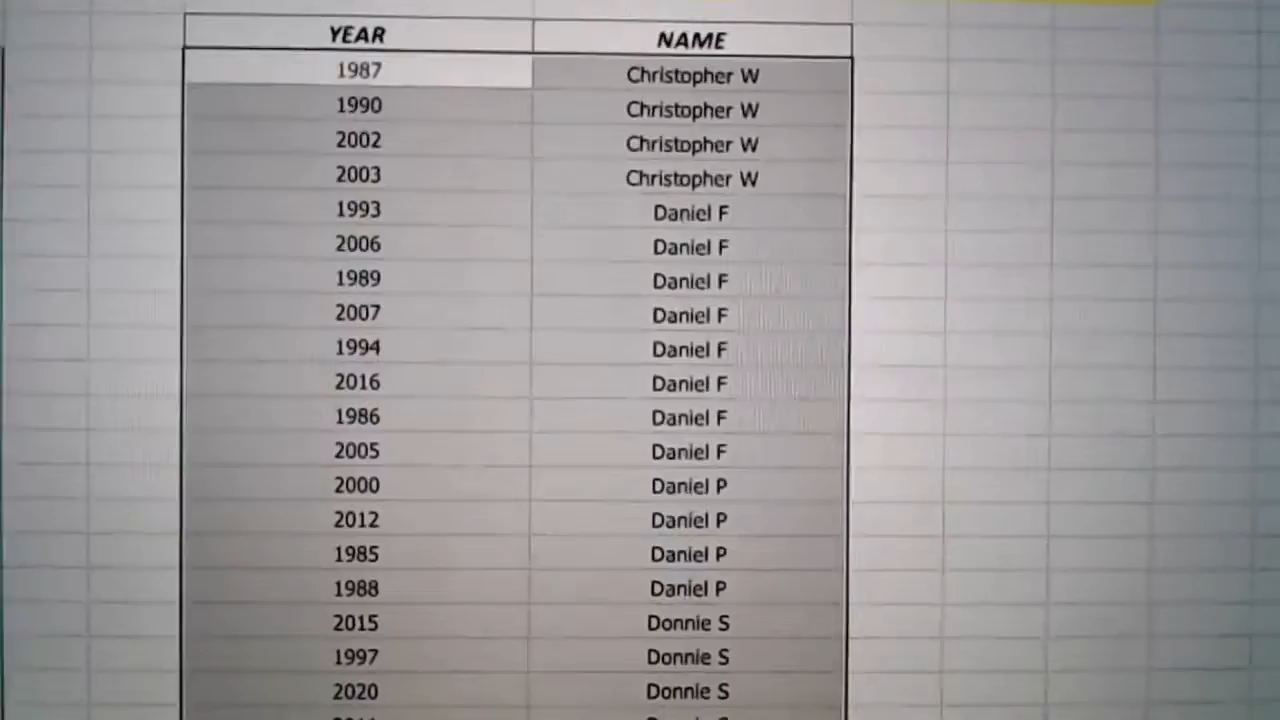 YEAR NAME
1987 Christopher W
1990 Christopher W
2002 Christopher W
2003 Christopher W
1993 Daniel F
2006 Daniel F
1989 Daniel F
2007 Daniel F
1994 Daniel F
2016 Daniel F
1986 Daniel F
2005 Daniel F
2000 Daniel P
2012 Daniel P
1985 Daniel P
1988 Daniel P
2015 Donnie S
1997 Donnie S
2020 Donnie S